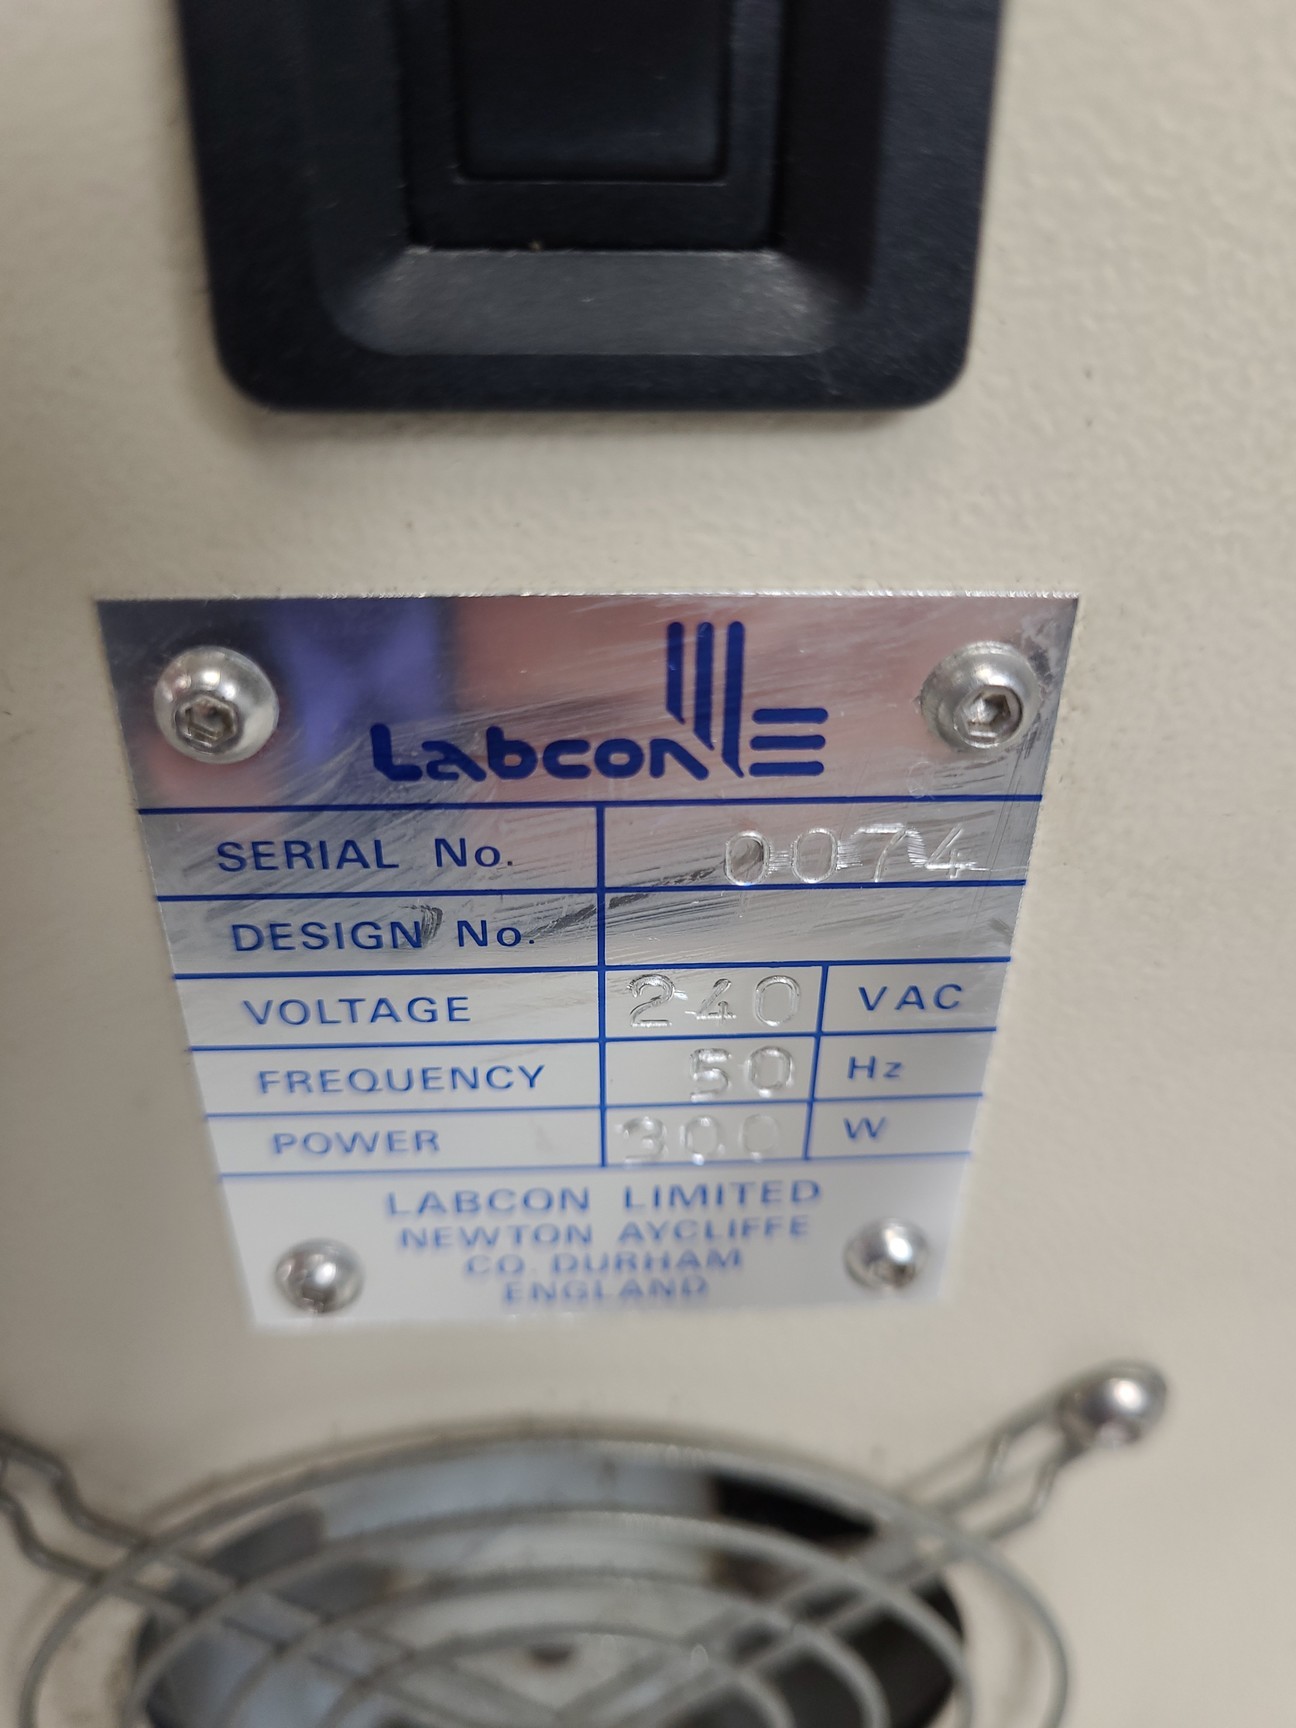 Labcon
SERIAL No. 0074
DESIGN No.
VOLTAGE 240 VAC
FREQUENCY 50 Hz
POWER 300 W
LABCON LIMITED
NEWTON AYCLIFFE
CO. DURHAM
ENGLAND